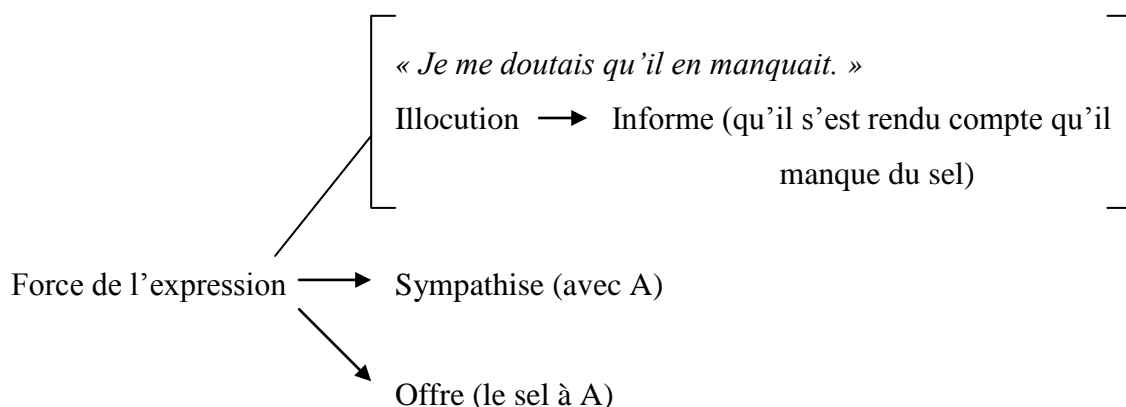 « Je me doutais qu’il en manquait. »
Illocution Informe (qu’il s’est rendu compte qu’il
manque du sel)
Force de l’expression Sympathise (avec A)
Offre (le sel à A)